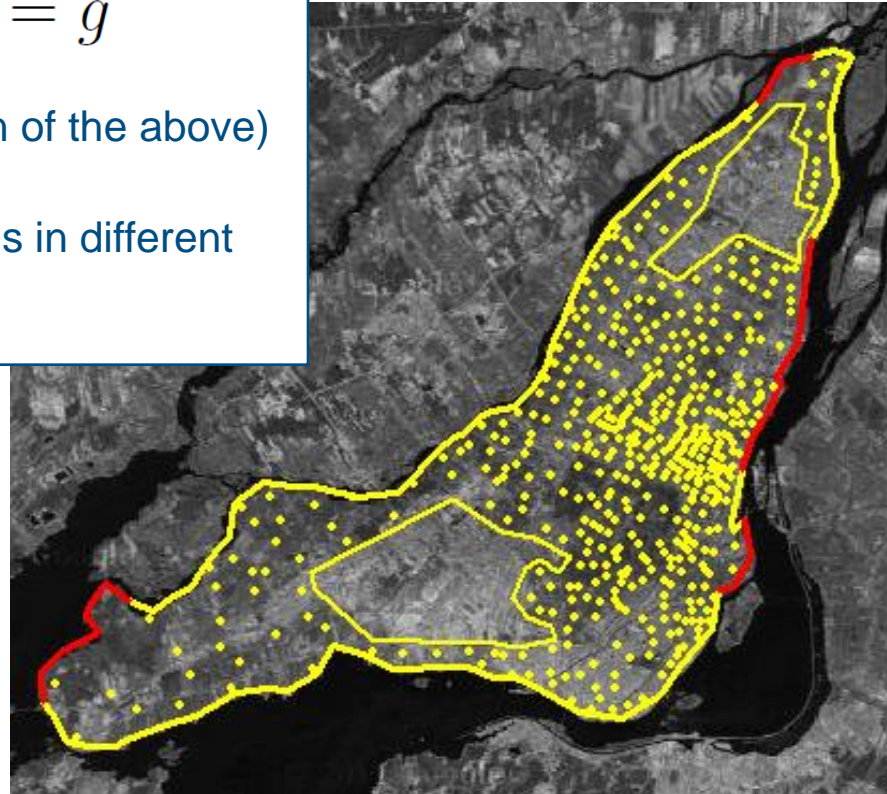 = g
n of the above)
s in different